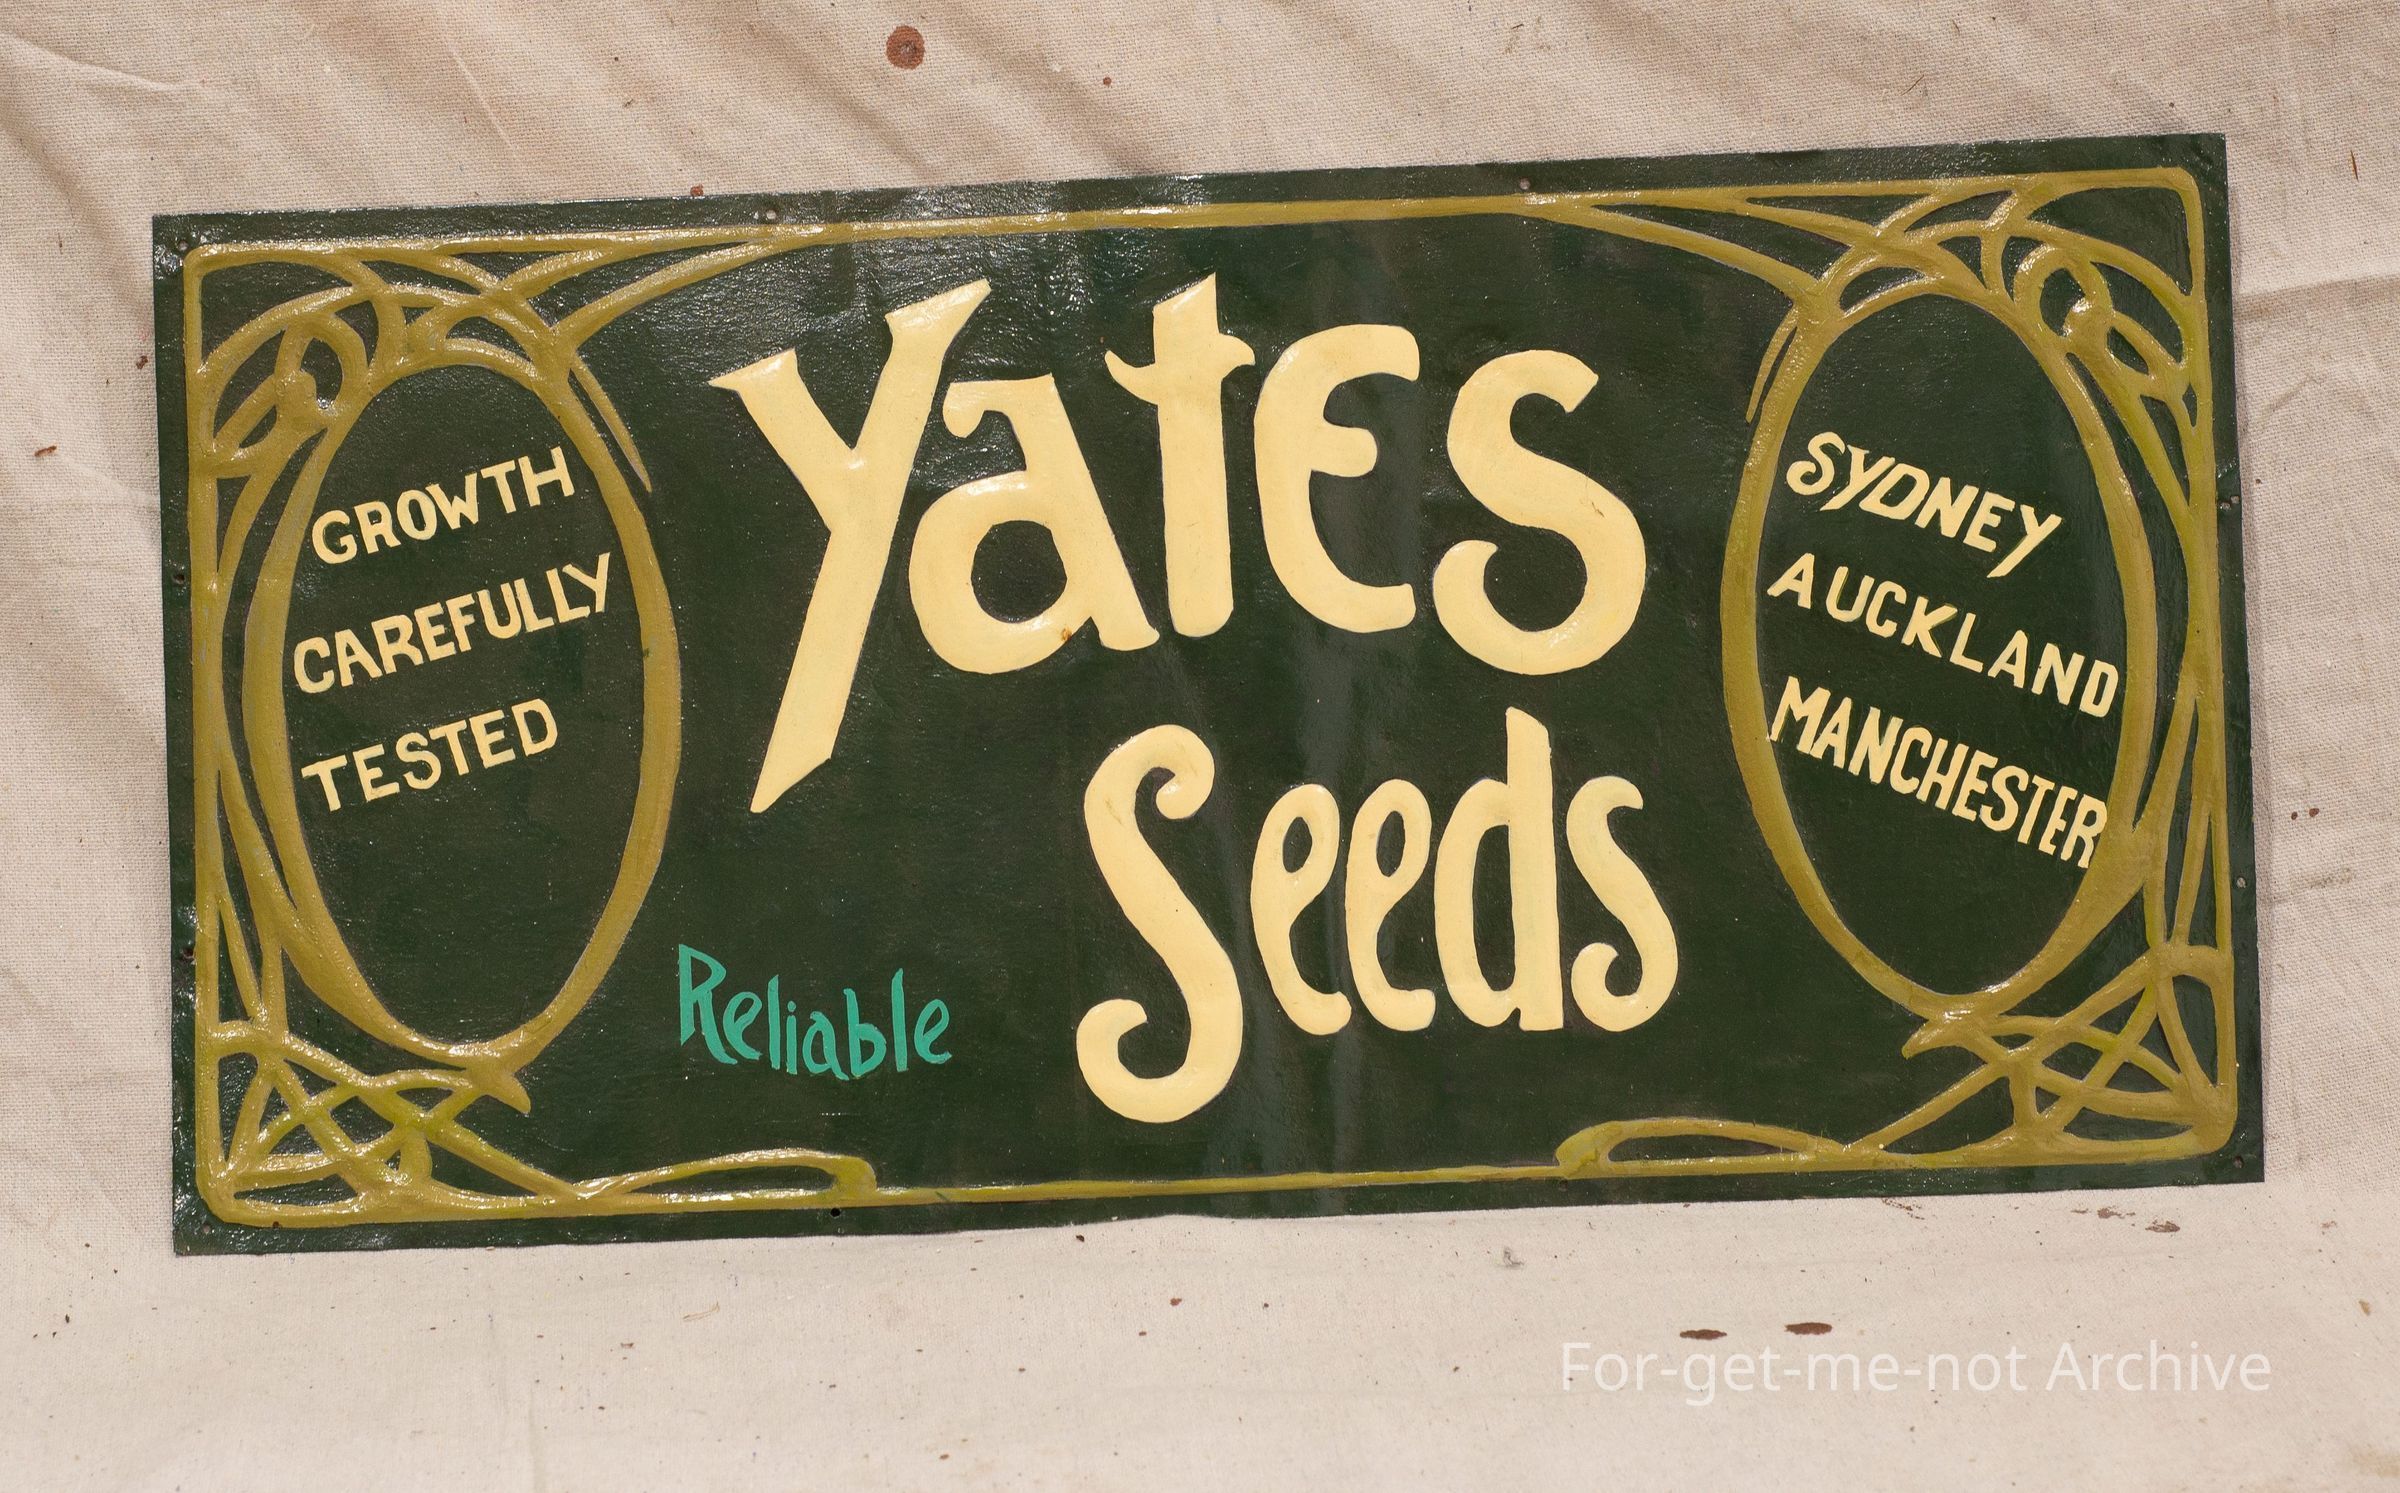 GROWTH
CAREFULLY
TESTED
Yates
Seeds
Reliable
SYDNEY
AUCKLAND
MANCHESTER
For-get-me-not Archive